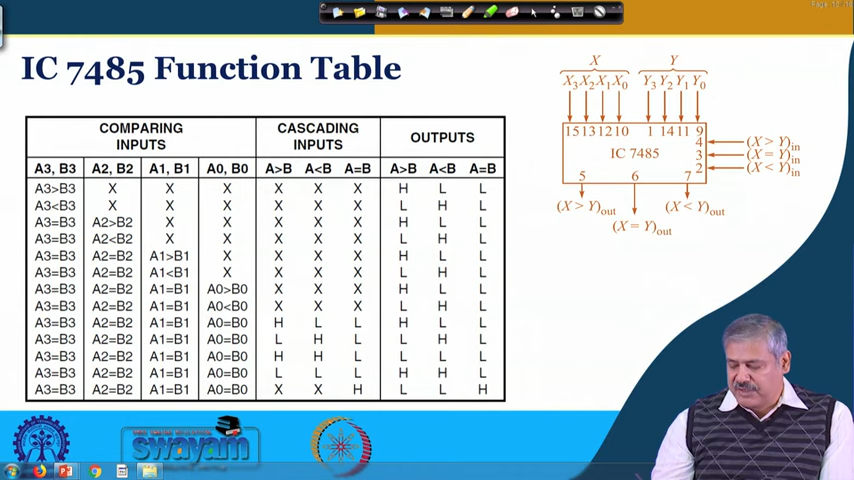 Page 13/16
IC 7485 Function Table
COMPARING INPUTS CASCADING INPUTS OUTPUTS
A3, B3 A2, B2 A1, B1 A0, B0 A>B A<B A=B A>B A<B A=B
A3>B3 X X X X X X H L L
A3<B3 X X X X X X L H L
A3=B3 A2>B2 X X X X X H L L
A3=B3 A2<B2 X X X X X L H L
A3=B3 A2=B2 A1>B1 X X X X H L L
A3=B3 A2=B2 A1<B1 X X X X L H L
A3=B3 A2=B2 A1=B1 A0>B0 X X X H L L
A3=B3 A2=B2 A1=B1 A0<B0 X X X L H L
A3=B3 A2=B2 A1=B1 A0=B0 H L L H L L
A3=B3 A2=B2 A1=B1 A0=B0 L H L L H L
A3=B3 A2=B2 A1=B1 A0=B0 H H L L L L
A3=B3 A2=B2 A1=B1 A0=B0 L L L H H L
A3=B3 A2=B2 A1=B1 A0=B0 X X H L L H
X Y
X3 X2 X1 X0 Y3 Y2 Y1 Y0
15 13 12 10 1 14 11 9
4 (X > Y)in
IC 7485 3 (X = Y)in
2 (X < Y)in
5 6 7
(X > Y)out (X < Y)out
(X = Y)out
swayam